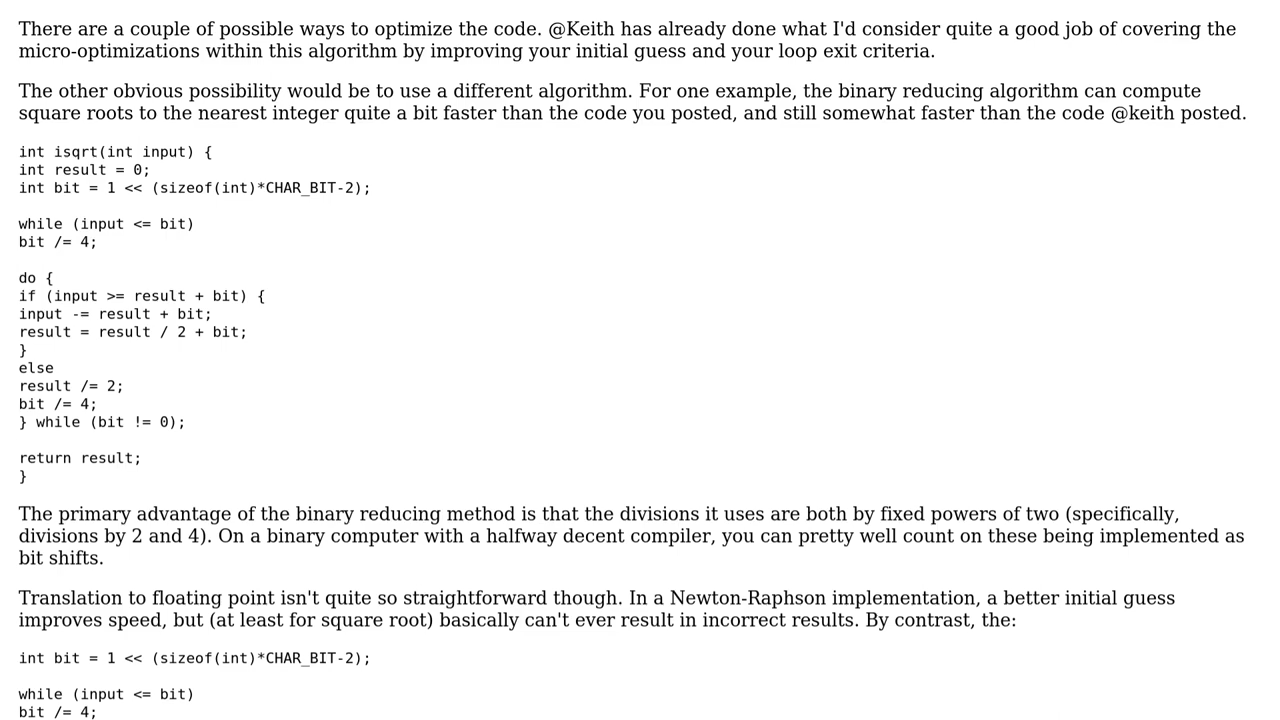 There are a couple of possible ways to optimize the code. @Keith has already done what I'd consider quite a good job of covering the
micro-optimizations within this algorithm by improving your initial guess and your loop exit criteria.
The other obvious possibility would be to use a different algorithm. For one example, the binary reducing algorithm can compute
square roots to the nearest integer quite a bit faster than the code you posted, and still somewhat faster than the code @keith posted.
int isqrt(int input) {
int result = 0;
int bit = 1 << (sizeof(int)*CHAR_BIT-2);
while (input <= bit)
bit /= 4;
do {
if (input >= result + bit) {
input -= result + bit;
result = result / 2 + bit;
}
else
result /= 2;
bit /= 4;
} while (bit != 0);
return result;
}
The primary advantage of the binary reducing method is that the divisions it uses are both by fixed powers of two (specifically,
divisions by 2 and 4). On a binary computer with a halfway decent compiler, you can pretty well count on these being implemented as
bit shifts.
Translation to floating point isn't quite so straightforward though. In a Newton-Raphson implementation, a better initial guess
improves speed, but (at least for square root) basically can't ever result in incorrect results. By contrast, the:
int bit = 1 << (sizeof(int)*CHAR_BIT-2);
while (input <= bit)
bit /= 4;